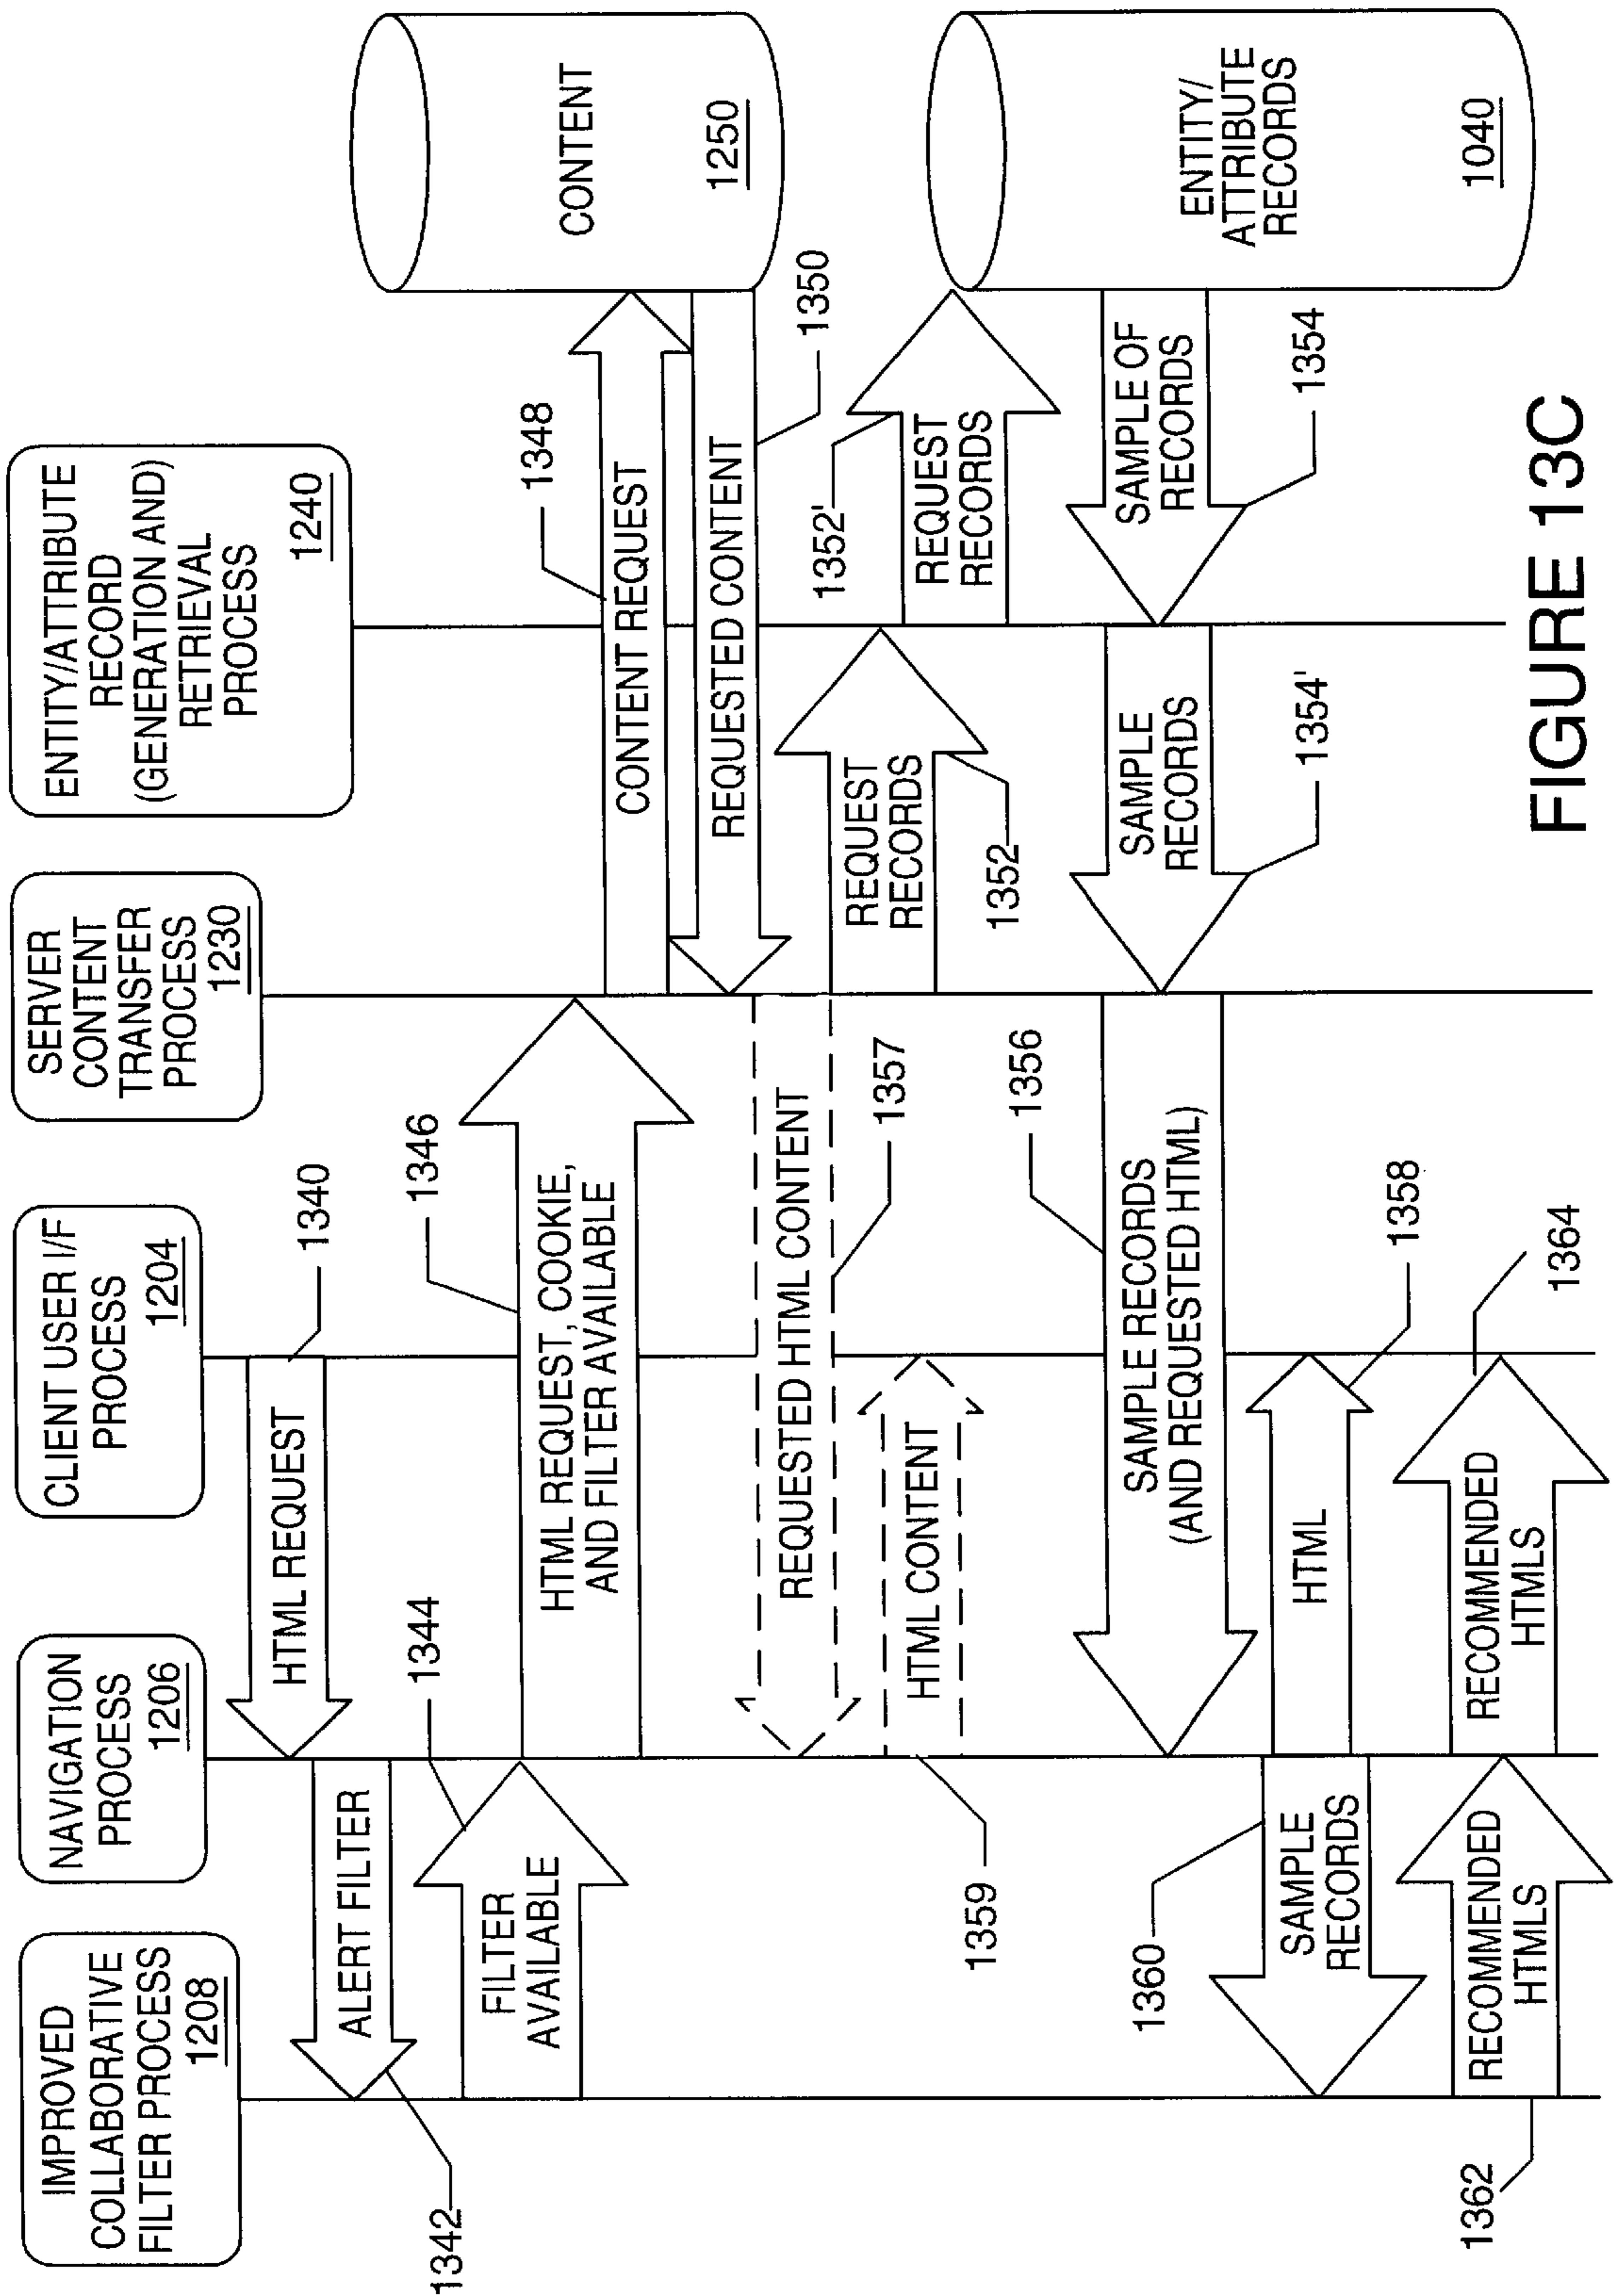 IMPROVED
COLLABORATIVE
FILTER PROCESS
1208
NAVIGATION
PROCESS
1206
CLIENT USER I/F
PROCESS
1204
SERVER
CONTENT
TRANSFER
PROCESS
1230
ENTITY/ATTRIBUTE
RECORD
(GENERATION AND)
RETRIEVAL
PROCESS
1240
HTML REQUEST
1340
ALERT FILTER
1342
FILTER
AVAILABLE
1344
HTML REQUEST, COOKIE,
AND FILTER AVAILABLE
1346
CONTENT REQUEST
1348
CONTENT
1250
REQUESTED CONTENT
1350
REQUESTED HTML CONTENT
1357
HTML CONTENT
1359
REQUEST
RECORDS
1352
REQUEST
RECORDS
1352'
ENTITY/
ATTRIBUTE
RECORDS
1040
SAMPLE OF
RECORDS
1354
SAMPLE
RECORDS
1354'
SAMPLE RECORDS
(AND REQUESTED HTML)
1356
HTML
1358
SAMPLE
RECORDS
1360
RECOMMENDED
HTMLS
1362
RECOMMENDED
HTMLS
1364
FIGURE 13C